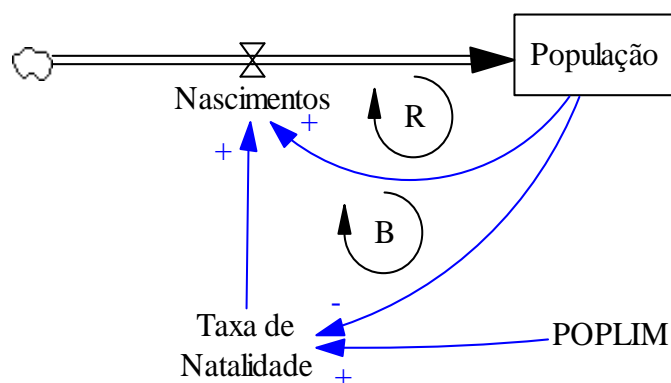 População
Nascimentos
+
+
R
B
-
Taxa de
Natalidade
POPLIM
+